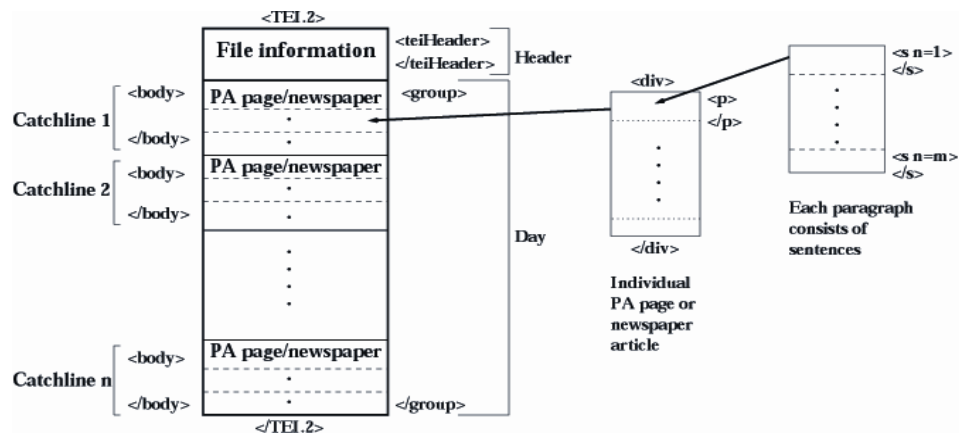 <TEI.2>
File information
<teiHeader>
</teiHeader>
Header
Catchline 1
<body>
</body>
PA page/newspaper
<group>
Catchline 2
<body>
</body>
PA page/newspaper
Day
Catchline n
<body>
</body>
PA page/newspaper
</group>
</TEI.2>
<div>
<p>
</p>
</div>
Individual
PA page or
newspaper
article
<s n=1>
</s>
<s n=m>
</s>
Each paragraph
consists of
sentences